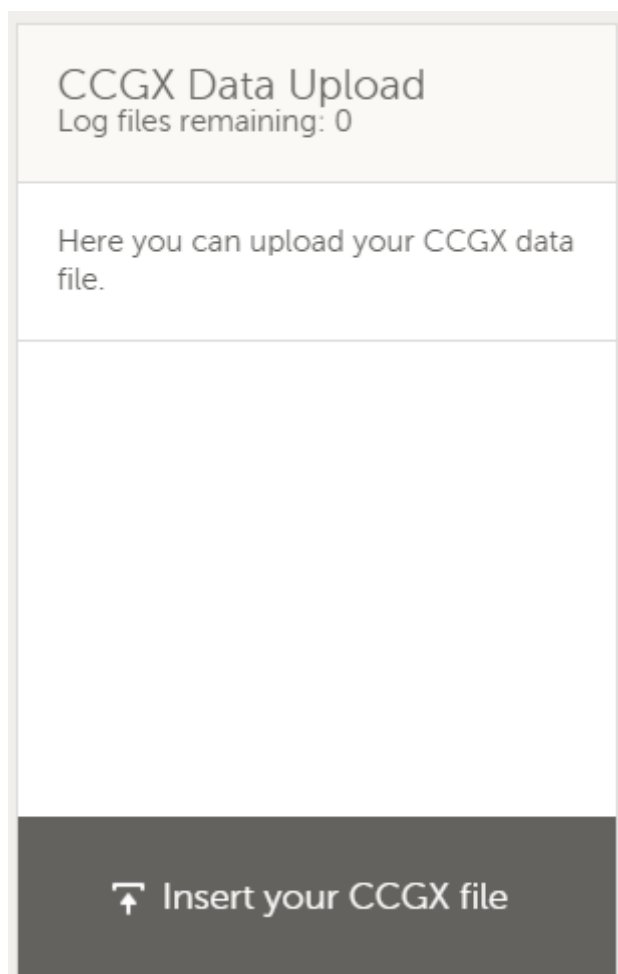 CCGX Data Upload
Log files remaining: 0
Here you can upload your CCGX data
file.
Insert your CCGX file